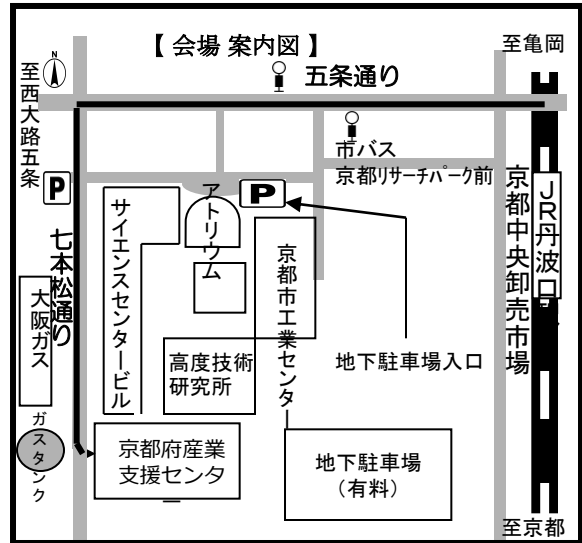 【 会場 案内図 】
至亀岡
N
至西大路五条
五条通り
市バス
京都リサーチパーク前
P
P
アトリウム
サイエンスセンタービル
七本松通り
京都市工業センター
京都中央卸売市場
JR丹波口
大阪ガス
高度技術
研究所
地下駐車場入口
ガスタンク
京都府産業
支援センタ
地下駐車場
（有料）
至京都